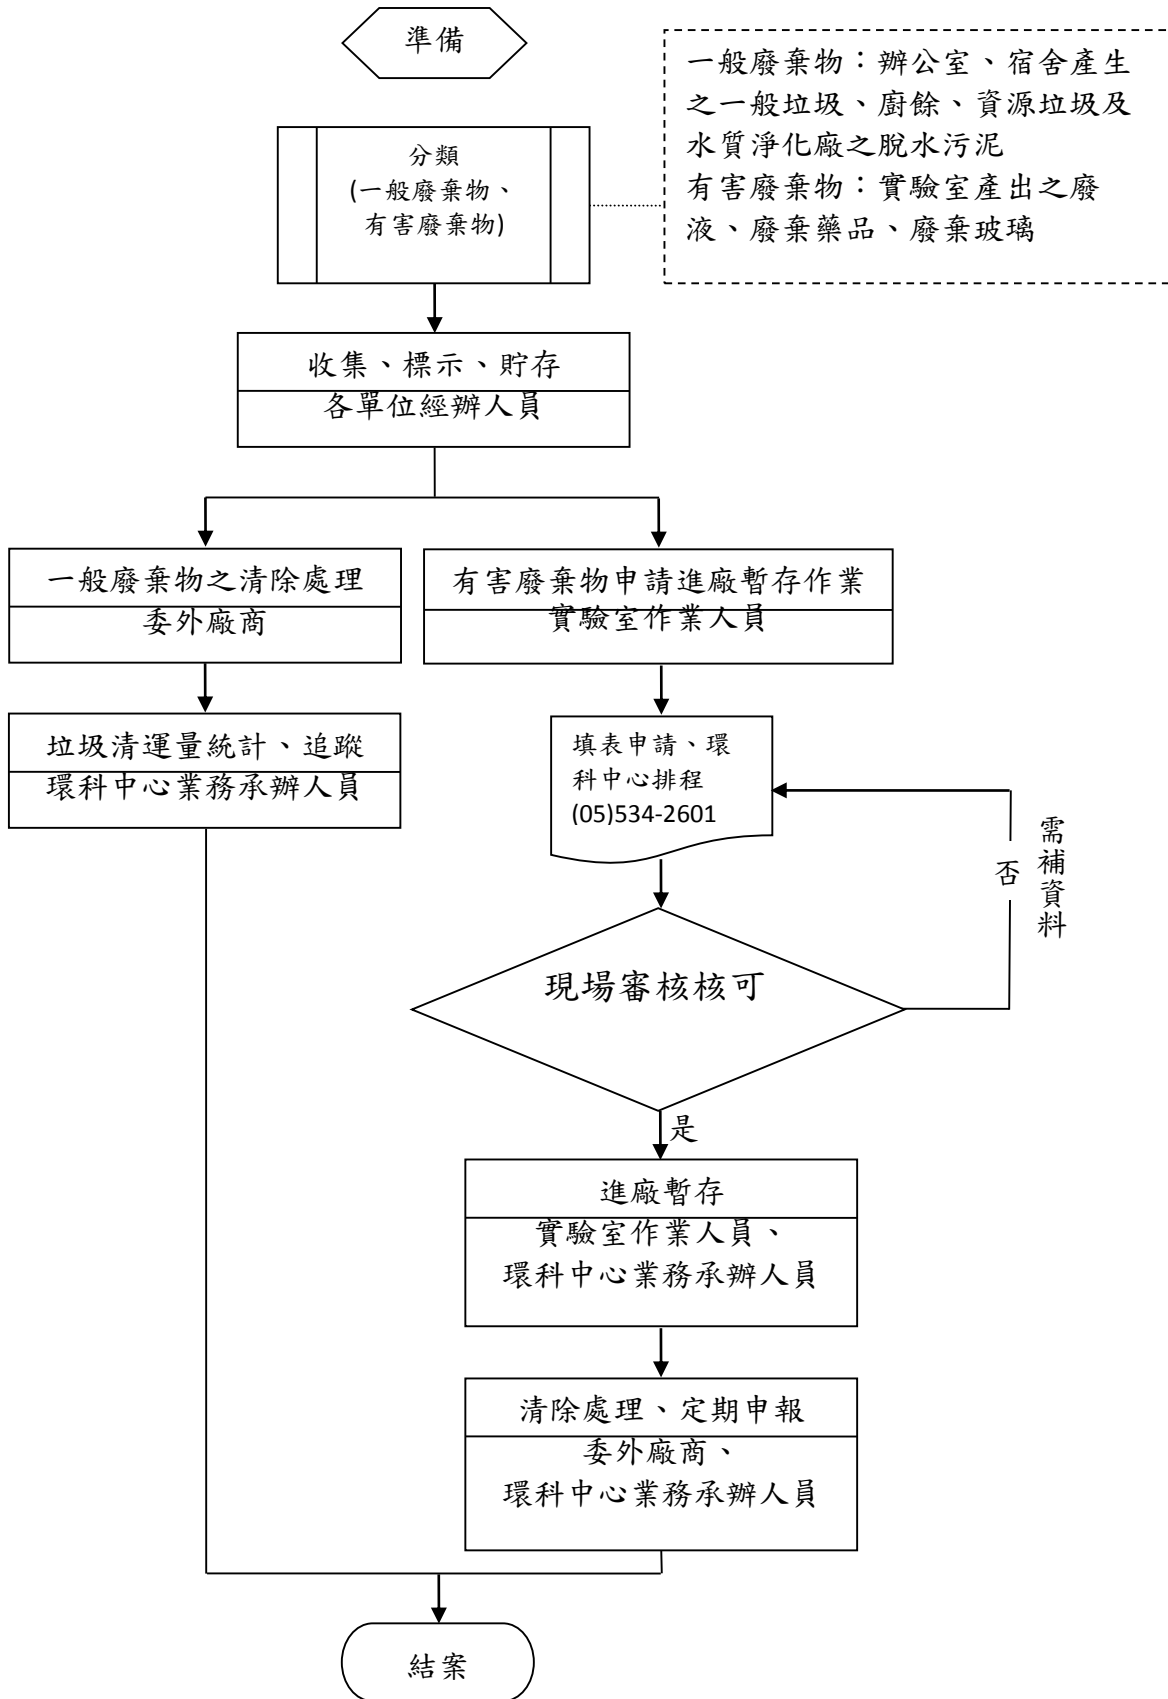 準備
一般廢棄物：辦公室、宿舍產生
之一般垃圾、廚餘、資源垃圾及
水質淨化廠之脫水污泥
有害廢棄物：實驗室產出之廢
液、廢棄藥品、廢棄玻璃
分類
(一般廢棄物、
有害廢棄物)
收集、標示、貯存
各單位經辦人員
一般廢棄物之清除處理
委外廠商
有害廢棄物申請進廠暫存作業
實驗室作業人員
垃圾清運量統計、追蹤
環科中心業務承辦人員
填表申請、環
科中心排程
(05)534-2601
需補資料
否
現場審核核可
是
進廠暫存
實驗室作業人員、
環科中心業務承辦人員
清除處理、定期申報
委外廠商、
環科中心業務承辦人員
結案